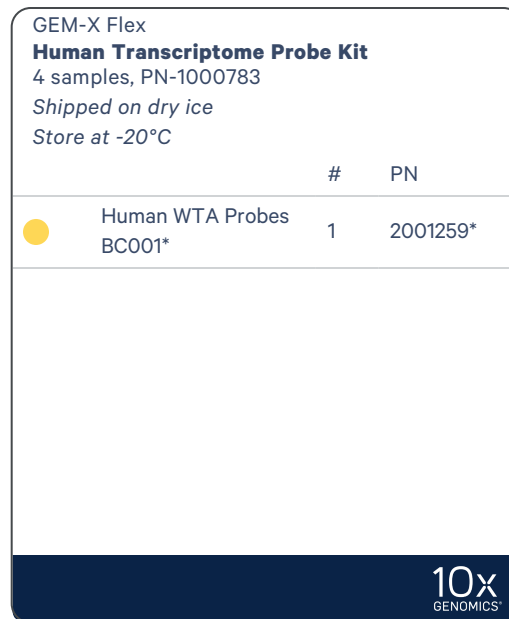 GEM-X Flex
Human Transcriptome Probe Kit
4 samples, PN-1000783
Shipped on dry ice
Store at -20°C
# PN
Human WTA Probes
BC001* 1 2001259*
10x
GENOMICS®